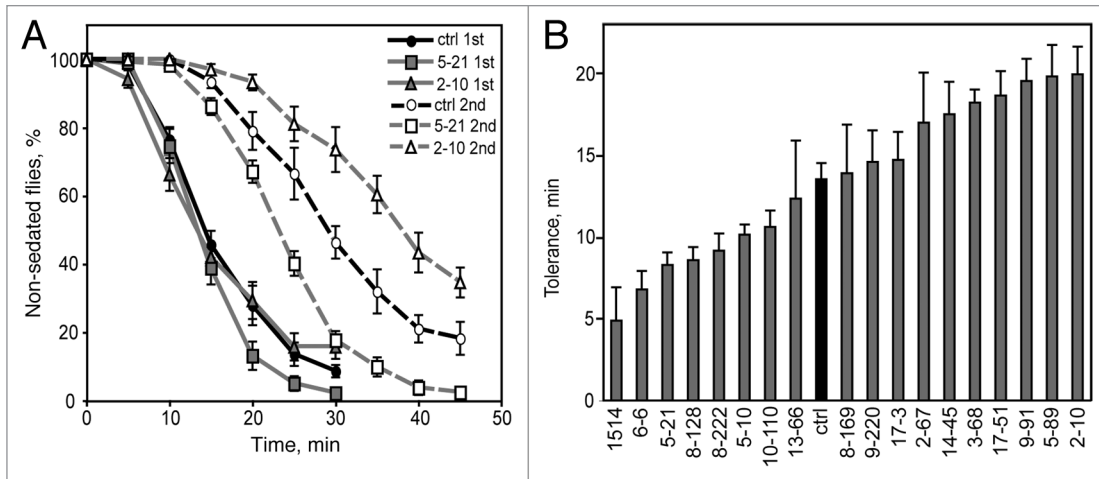 A
ctrl 1st
5-21 1st
2-10 1st
ctrl 2nd
5-21 2nd
2-10 2nd
Non-sedated flies, %
100
80
60
40
20
0
0 10 20 30 40 50
Time, min
B
Tolerance, min
20
15
10
5
0
1514
6-6
5-21
8-128
8-222
5-10
10-110
13-66
ctrl
8-169
9-220
17-3
2-67
14-45
3-68
17-51
9-91
5-89
2-10